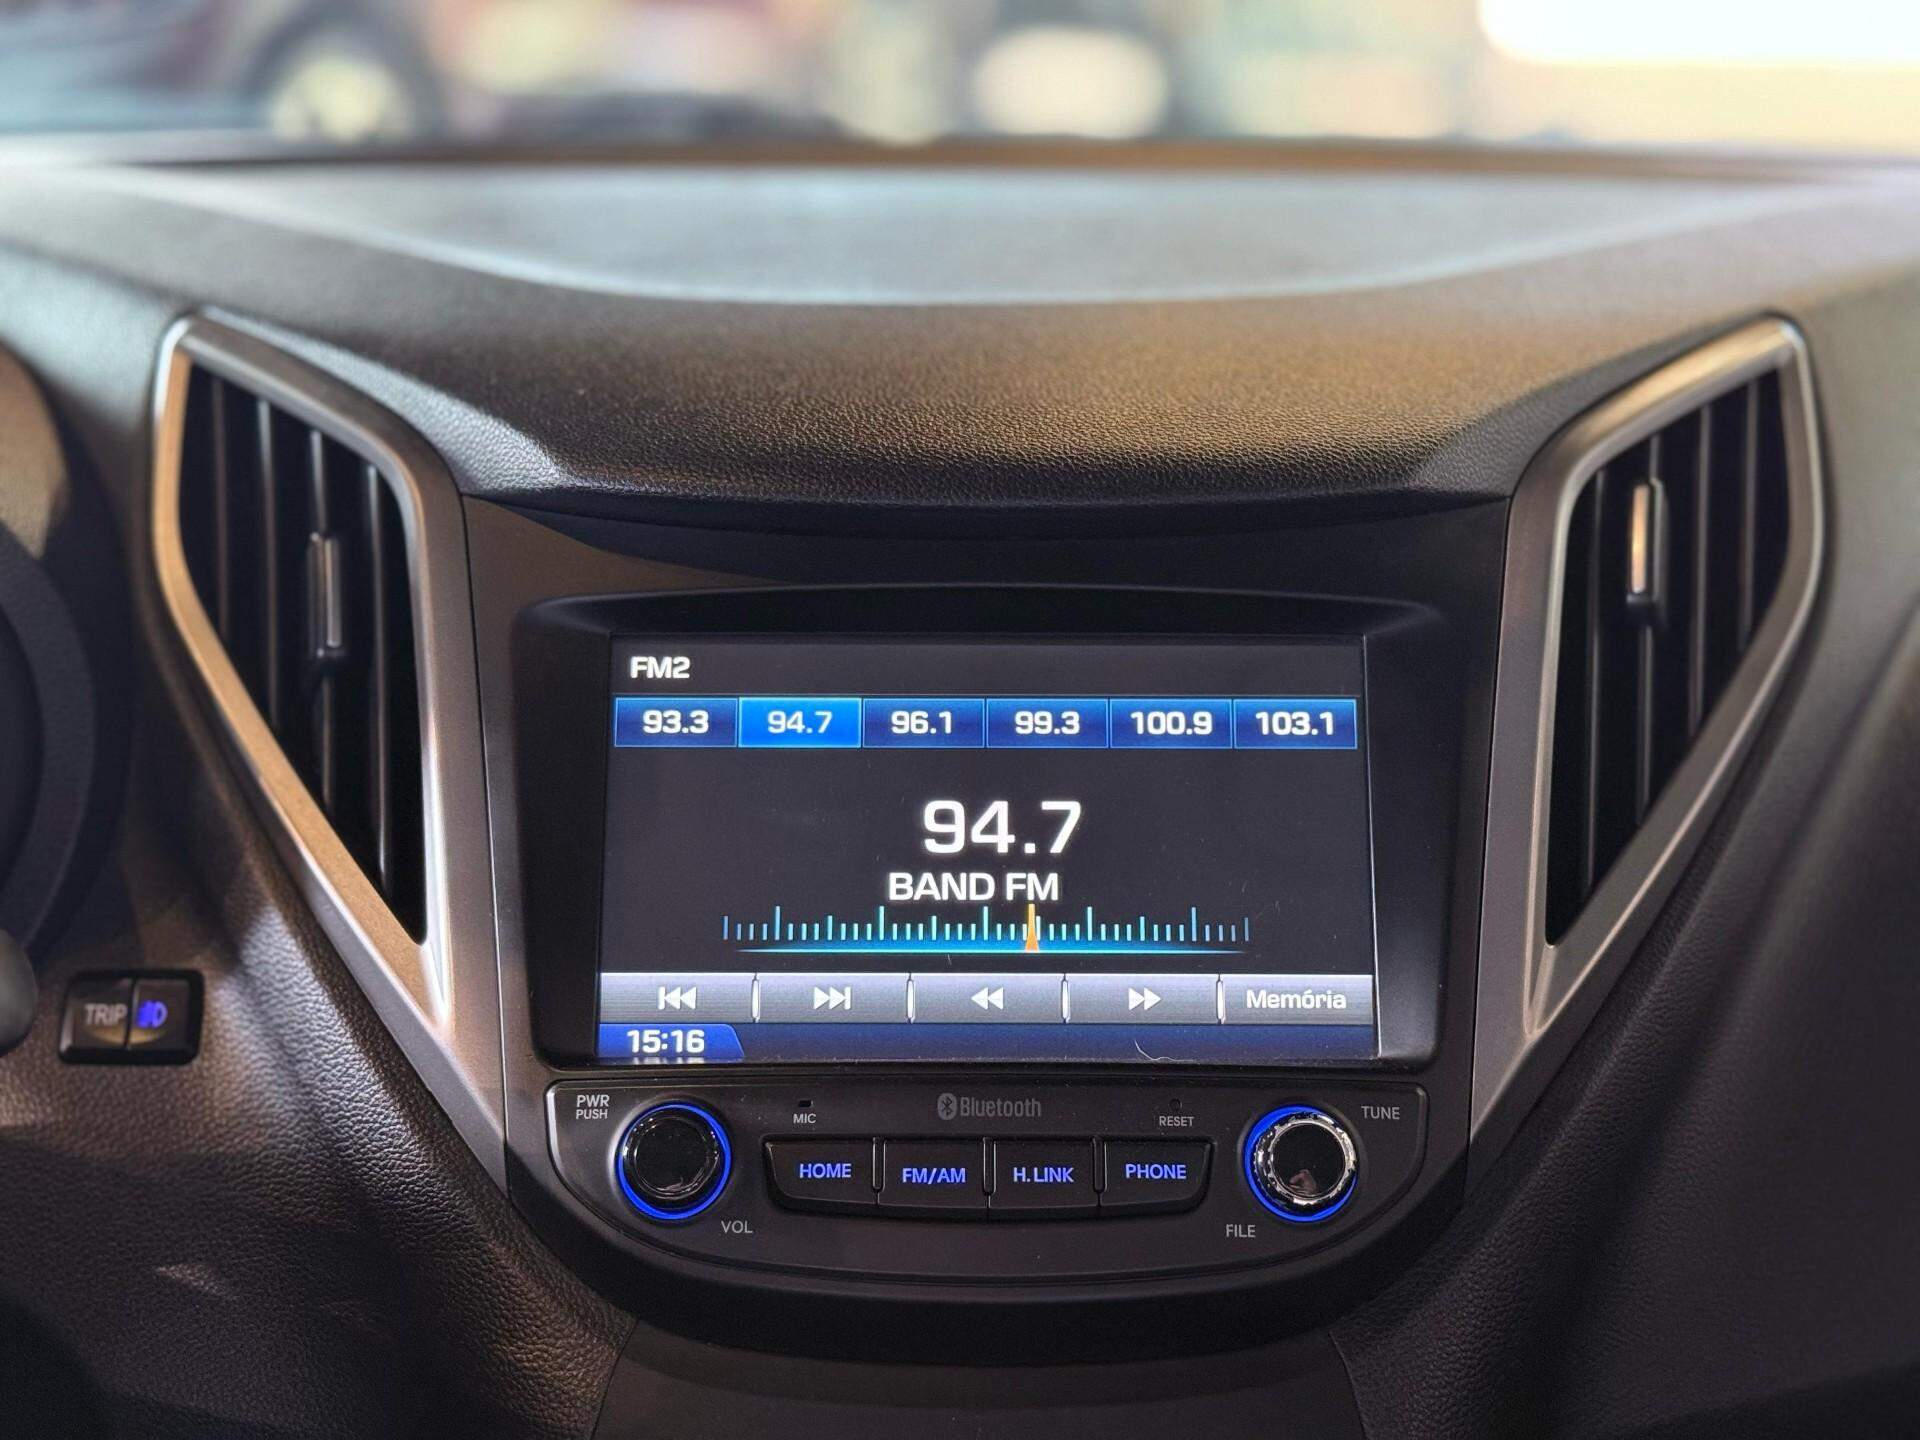 FM2
93.3 94.7 96.1 99.3 100.9 103.1
94.7
BAND FM
Memória
15:16
TRIP
PWR
PUSH
MIC
Bluetooth
RESET
TUNE
HOME FM/AM H.LINK PHONE
VOL
FILE